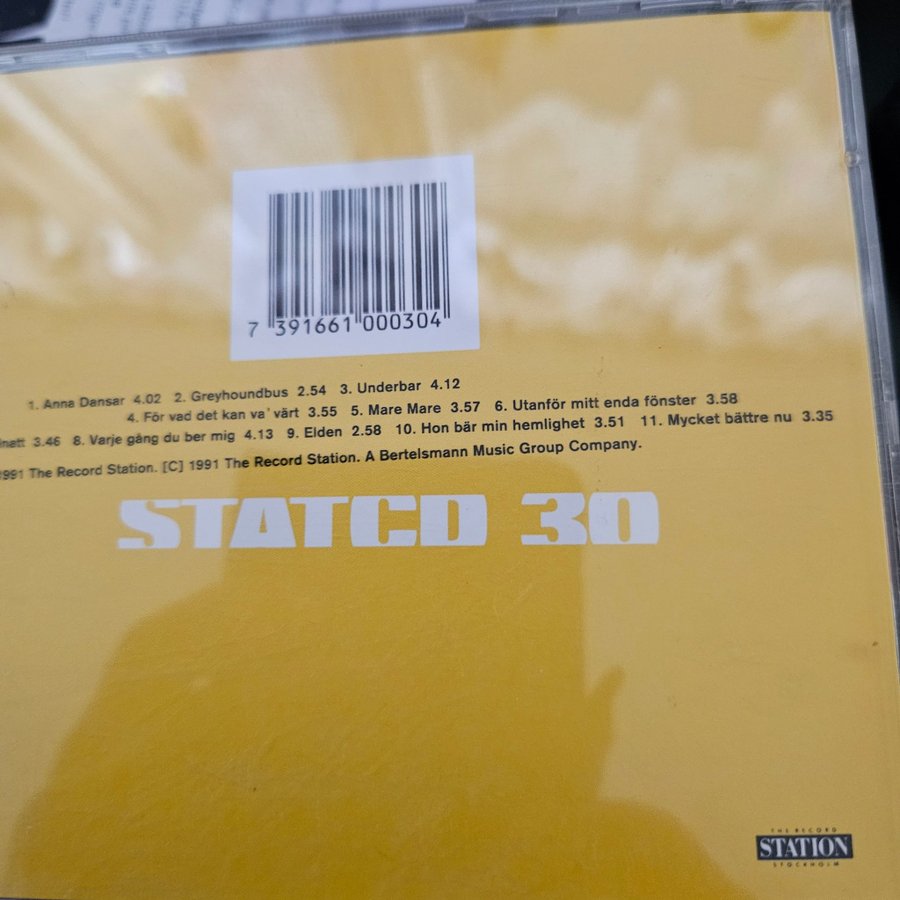 7 391661 000304
1. Anna Dansar 4.02 2. Greyhoundbus 2.54 3. Underbar 4.12
4. För vad det kan va' värt 3.55 5. Mare Mare 3.57 6. Utanför mitt enda fönster 3.58
3.46 8. Varje gång du ber mig 4.13 9. Elden 2.58 10. Hon bär min hemlighet 3.51 11. Mycket bättre nu 3.35
1991 The Record Station. [C] 1991 The Record Station. A Bertelsmann Music Group Company.
STATCD 30
THE RECORD
STATION
STOCKHOLM